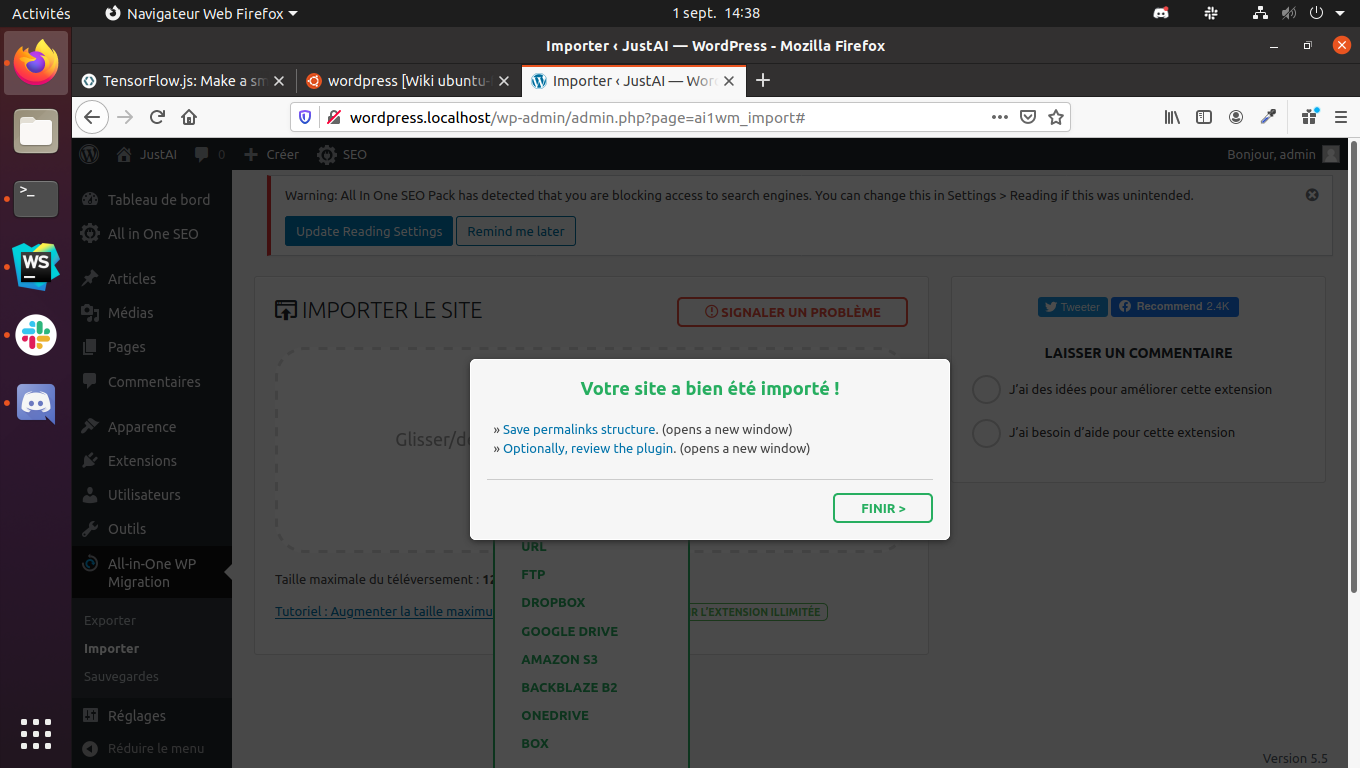 Activités
Navigateur Web Firefox
1 sept. 14:38
Importer ‹ JustAI — WordPress - Mozilla Firefox
TensorFlow.js: Make a sm
wordpress [Wiki ubuntu-
Importer ‹ JustAI — Wor
wordpress.localhost/wp-admin/admin.php?page=ai1wm_import#
JustAI
0
Créer
SEO
Bonjour, admin
Tableau de bord
All in One SEO
Articles
Médias
Pages
Commentaires
Apparence
Extensions
Utilisateurs
Outils
All-in-One WP
Migration
Exporter
Importer
Sauvegardes
Réglages
Réduire le menu
Warning: All In One SEO Pack has detected that you are blocking access to search engines. You can change this in Settings > Reading if this was unintended.
Update Reading Settings
Remind me later
IMPORTER LE SITE
SIGNALER UN PROBLÈME
Glisser/dé
Votre site a bien été importé !
» Save permalinks structure. (opens a new window)
» Optionally, review the plugin. (opens a new window)
FINIR >
URL
FTP
DROPBOX
GOOGLE DRIVE
AMAZON S3
BACKBLAZE B2
ONEDRIVE
BOX
Taille maximale du téléversement : 12
Tutoriel : Augmenter la taille maximu
R L'EXTENSION ILLIMITÉE
Tweeter
Recommend 2.4K
LAISSER UN COMMENTAIRE
J'ai des idées pour améliorer cette extension
J'ai besoin d'aide pour cette extension
Version 5.5
>_
WS